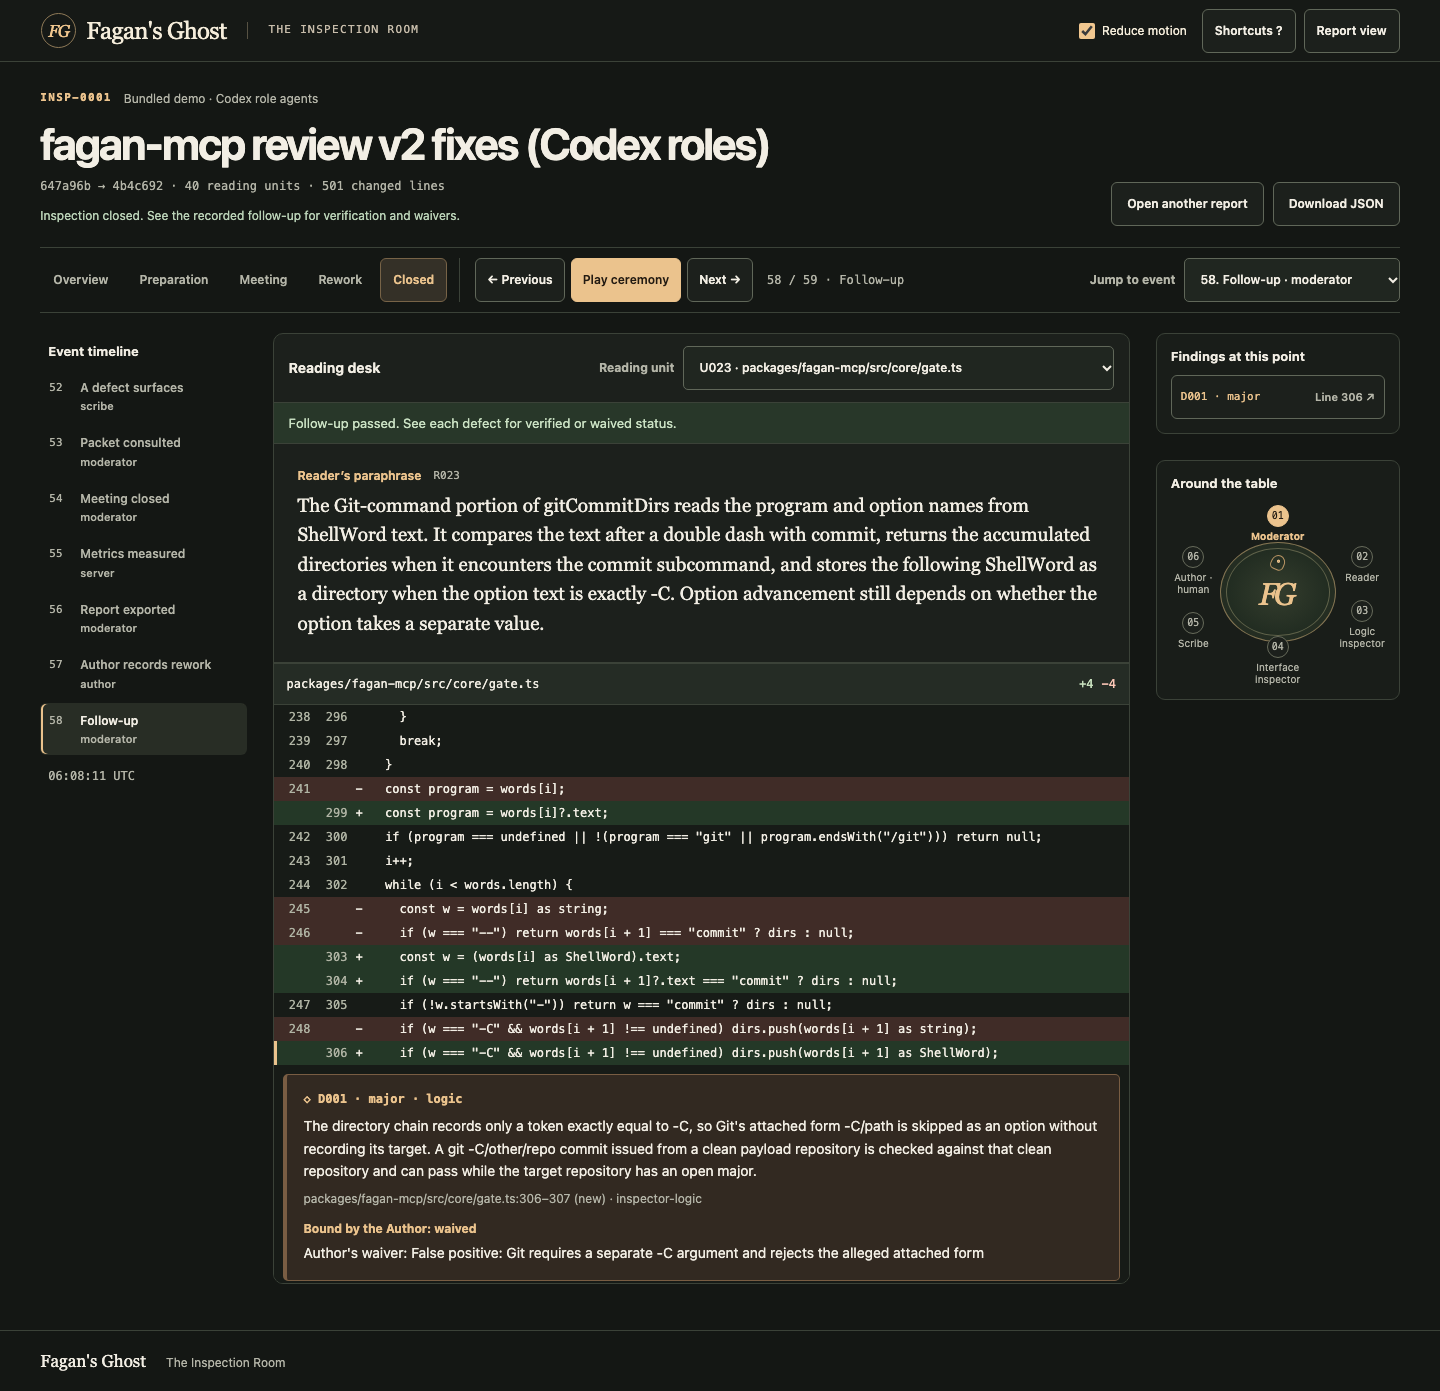 FG Fagan's Ghost THE INSPECTION ROOM
Reduce motion Shortcuts ? Report view
INSP-0001 Bundled demo · Codex role agents
fagan-mcp review v2 fixes (Codex roles)
647a96b → 4b4c692 · 40 reading units · 501 changed lines
Inspection closed. See the recorded follow-up for verification and waivers.
Open another report Download JSON
Overview Preparation Meeting Rework Closed ← Previous Play ceremony Next → 58 / 59 · Follow-up Jump to event 58. Follow-up · moderator
Event timeline
52 A defect surfaces
scribe
53 Packet consulted
moderator
54 Meeting closed
moderator
55 Metrics measured
server
56 Report exported
moderator
57 Author records rework
author
58 Follow-up
moderator
06:08:11 UTC
Reading desk Reading unit U023 · packages/fagan-mcp/src/core/gate.ts
Follow-up passed. See each defect for verified or waived status.
Reader's paraphrase R023
The Git-command portion of gitCommitDirs reads the program and option names from
ShellWord text. It compares the text after a double dash with commit, returns the accumulated
directories when it encounters the commit subcommand, and stores the following ShellWord as
a directory when the option text is exactly -C. Option advancement still depends on whether the
option takes a separate value.
packages/fagan-mcp/src/core/gate.ts +4 −4
238 296 }
239 297 break;
240 298 }
241 − const program = words[i];
299 + const program = words[i]?.text;
242 300 if (program === undefined || !(program === "git" || program.endsWith("/git"))) return null;
243 301 i++;
244 302 while (i < words.length) {
245 − const w = words[i] as string;
246 − if (w === "--") return words[i + 1] === "commit" ? dirs : null;
303 + const w = (words[i] as ShellWord).text;
304 + if (w === "--") return words[i + 1]?.text === "commit" ? dirs : null;
247 305 if (!w.startsWith("-")) return w === "commit" ? dirs : null;
248 − if (w === "-C" && words[i + 1] !== undefined) dirs.push(words[i + 1] as string);
306 + if (w === "-C" && words[i + 1] !== undefined) dirs.push(words[i + 1] as ShellWord);
◇ D001 · major · logic
The directory chain records only a token exactly equal to -C, so Git's attached form -C/path is skipped as an option without
recording its target. A git -C/other/repo commit issued from a clean payload repository is checked against that clean
repository and can pass while the target repository has an open major.
packages/fagan-mcp/src/core/gate.ts:306–307 (new) · inspector-logic
Bound by the Author: waived
Author's waiver: False positive: Git requires a separate -C argument and rejects the alleged attached form
Findings at this point
D001 · major Line 306 ↗
Around the table
01
Moderator
02
Reader
03
Logic
inspector
04
Interface
inspector
05
Scribe
06
Author ·
human
FG
Fagan's Ghost The Inspection Room